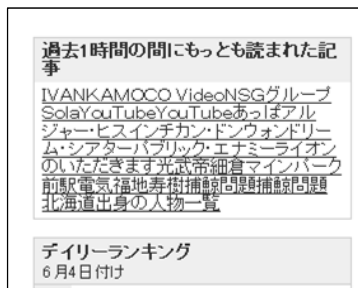 過去1時間の間にもっとも読まれた記
事
IVANKAMOCO VideoNSGグループ
SolaYouTubeYouTubeあっぱアル
ジャー・ヒスインチカン・ドンウォンドリー
ム・シアターパブリック・エナミーライオン
のいただきます光武帝細倉マインパーク
前駅電気福地寿樹捕鯨問題捕鯨問題
北海道出身の人物一覧
デイリーランキング
6月4日付け